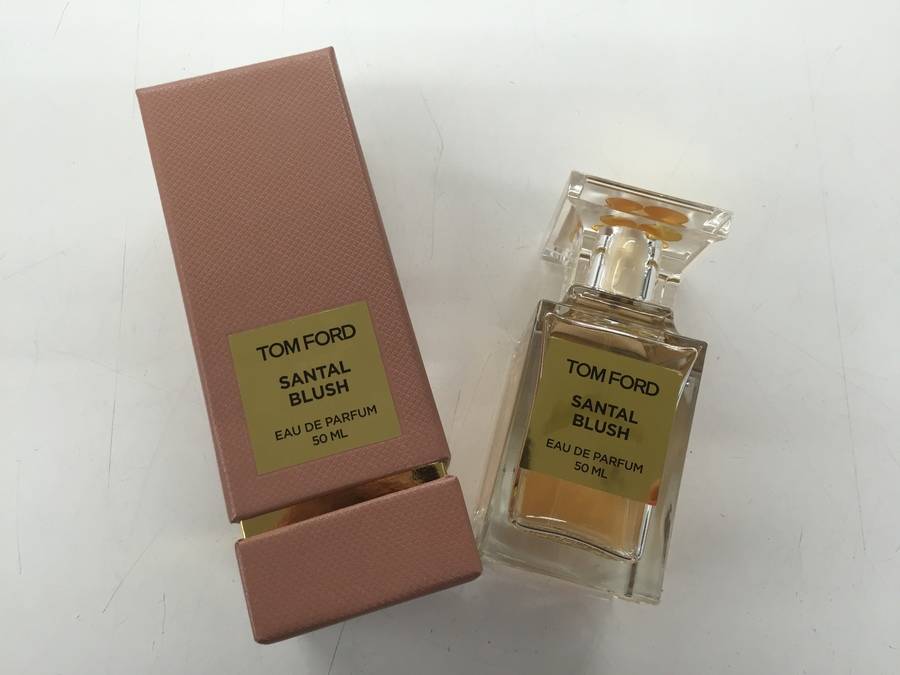 TOM FORD
SANTAL
BLUSH
EAU DE PARFUM
50 ML
TOM FORD
SANTAL
BLUSH
EAU DE PARFUM
50 ML